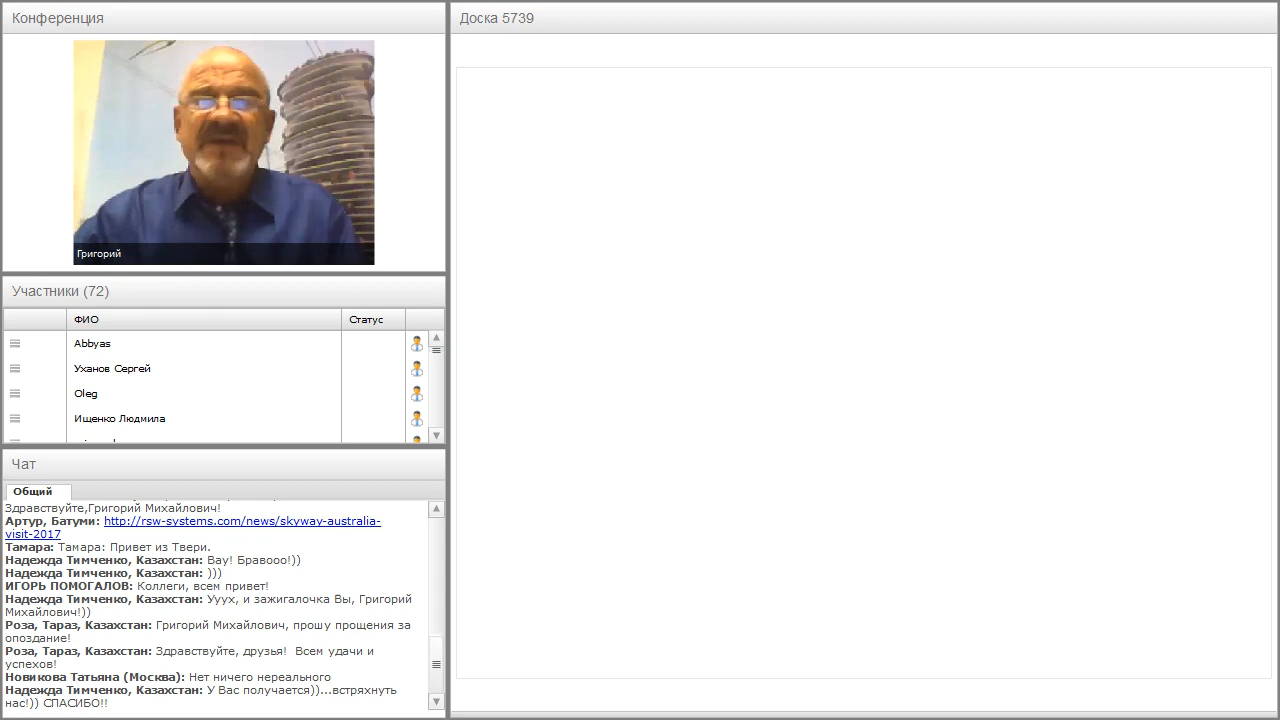 Конференция
Григорий
Участники (72)
ФИО
Статус
Abbyas
Уханов Сергей
Oleg
Ищенко Людмила
Чат
Общий
Здравствуйте,Григорий Михайлович!
Артур, Батуми: http://rsw-systems.com/news/skyway-australia-
visit-2017
Тамара: Тамара: Привет из Твери.
Надежда Тимченко, Казахстан: Вау! Бравооо!))
Надежда Тимченко, Казахстан: )))
ИГОРЬ ПОМОГАЛОВ: Коллеги, всем привет!
Надежда Тимченко, Казахстан: Ууух, и зажигалочка Вы, Григорий
Михайлович!))
Роза, Тараз, Казахстан: Григорий Михайлович, прошу прощения за
опоздание!
Роза, Тараз, Казахстан: Здравствуйте, друзья!  Всем удачи и
успехов!
Новикова Татьяна (Москва): Нет ничего нереального
Надежда Тимченко, Казахстан: У Вас получается))...встряхнуть
нас!)) СПАСИБО!!
Доска 5739